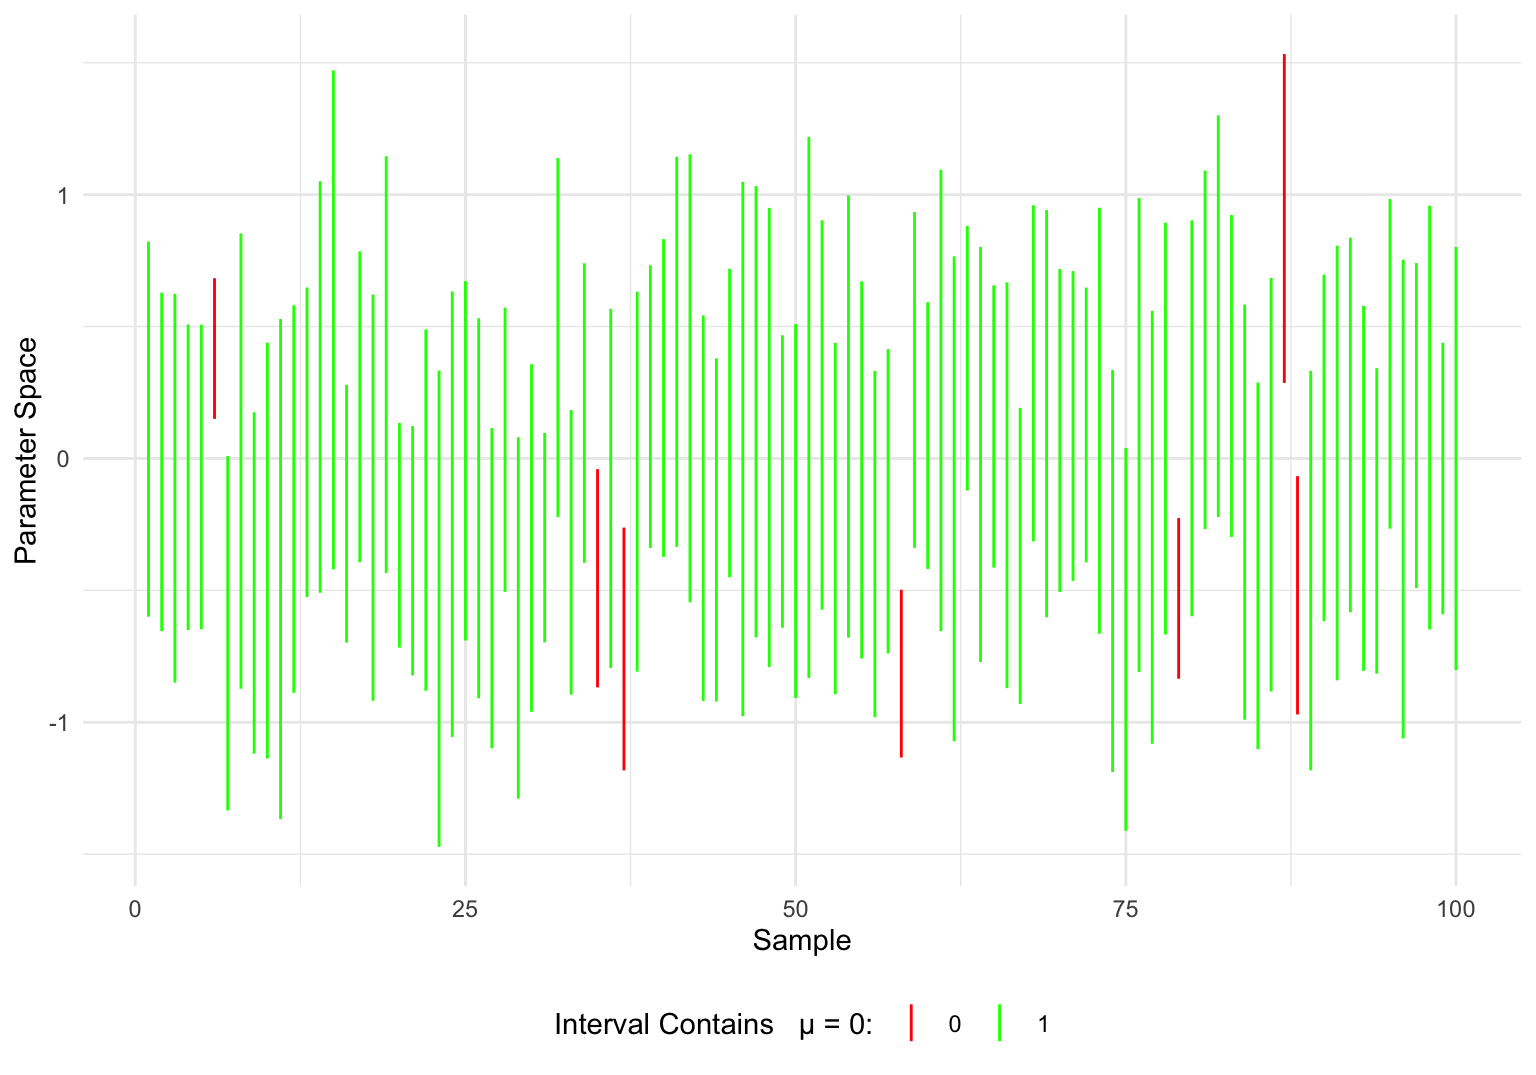 1
0
-1
Parameter Space
0 25 50 75 100
Sample
Interval Contains μ = 0: 0 1